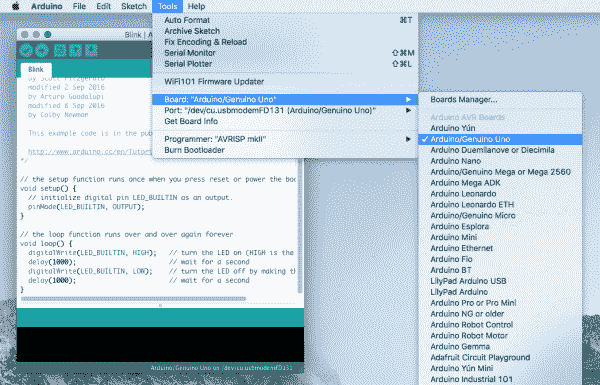 Arduino File Edit Sketch Tools Help
Blink | A
Blink
by Scott Fitzgerald
modified 2 Sep 2016
by Arturo Guadalupi
modified 8 Sep 2016
by Colby Newman
This example code is in the pub
http://www.arduino.cc/en/Tutori
*/
// the setup function runs once when you press reset or power the boa
void setup() {
// initialize digital pin LED_BUILTIN as an output.
pinMode(LED_BUILTIN, OUTPUT);
}
// the loop function runs over and over again forever
void loop() {
digitalWrite(LED_BUILTIN, HIGH); // turn the LED on (HIGH is the
delay(1000); // wait for a second
digitalWrite(LED_BUILTIN, LOW); // turn the LED off by making th
delay(1000); // wait for a second
}
Arduino/Genuino Uno on /dev/cu.usbmodemFD131
Auto Format ⌘T
Archive Sketch
Fix Encoding & Reload
Serial Monitor ⇧⌘M
Serial Plotter ⇧⌘L
WiFi101 Firmware Updater
Board: "Arduino/Genuino Uno"
Port: "/dev/cu.usbmodemFD131 (Arduino/Genuino Uno)"
Get Board Info
Programmer: "AVRISP mkII"
Burn Bootloader
Boards Manager...
Arduino AVR Boards
Arduino Yún
✓ Arduino/Genuino Uno
Arduino Duemilanove or Diecimila
Arduino Nano
Arduino/Genuino Mega or Mega 2560
Arduino Mega ADK
Arduino Leonardo
Arduino Leonardo ETH
Arduino/Genuino Micro
Arduino Esplora
Arduino Mini
Arduino Ethernet
Arduino Fio
Arduino BT
LilyPad Arduino USB
LilyPad Arduino
Arduino Pro or Pro Mini
Arduino NG or older
Arduino Robot Control
Arduino Robot Motor
Arduino Gemma
Adafruit Circuit Playground
Arduino Yún Mini
Arduino Industrial 101